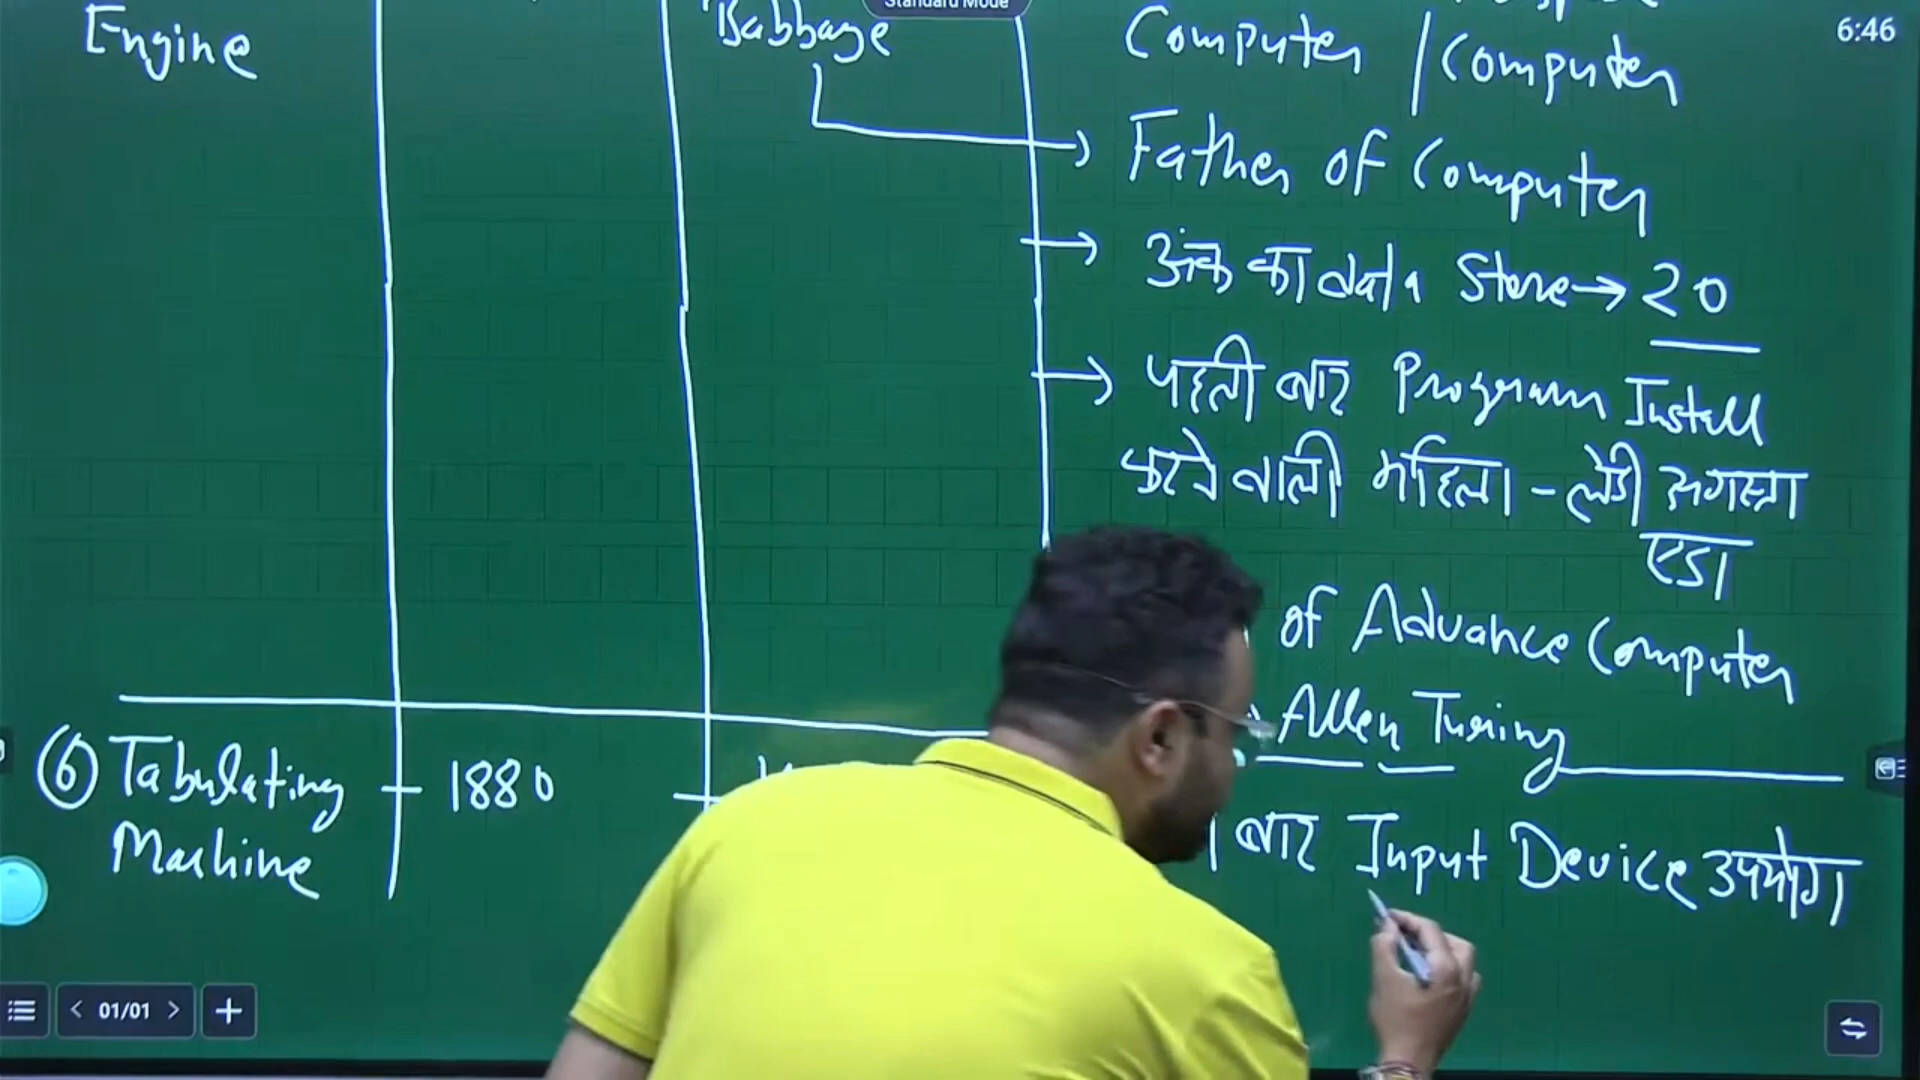 Standard Mode
6:46
Engine
Babbage
Computer / Computer
Father of Computer
अंक का data Store → 20
पहली बार Program Install
करने वाली महिला - लेडी अगस्ता
एडा
of Advance Computer
Allen Turing
6 Tabulating Machine - 1880
बार Input Device उपयोग
01/01